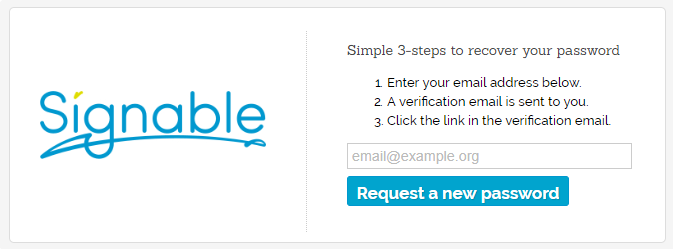 Signable
Simple 3-steps to recover your password
1. Enter your email address below.
2. A verification email is sent to you.
3. Click the link in the verification email.
email@example.org
Request a new password